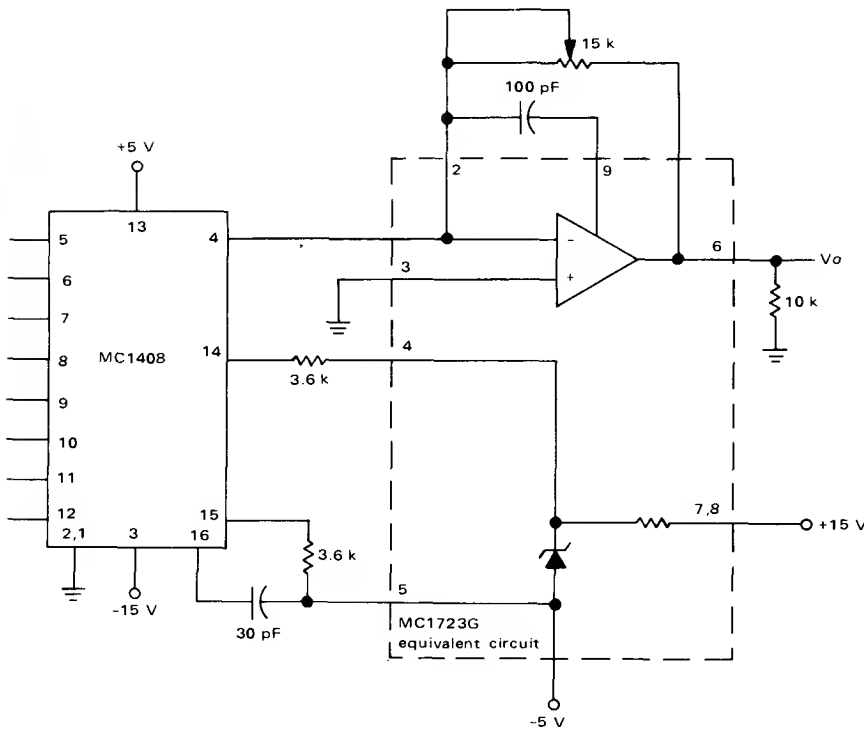 15 k
100 pF
+5 V
2
9
13
5
4
6
3
6
Vo
7
10 k
MC1408
14
4
8
3.6 k
9
10
11
12
15
7,8
+15 V
2,1
3
16
3.6 k
5
-15 V
30 pF
MC1723G
equivalent circuit
-5 V